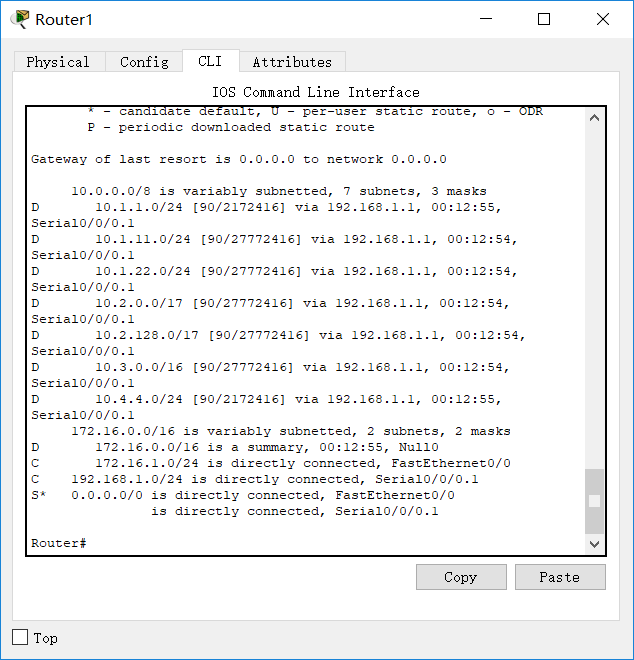 Router1
Physical Config CLI Attributes
IOS Command Line Interface
* - candidate default, U - per-user static route, o - ODR
P - periodic downloaded static route
Gateway of last resort is 0.0.0.0 to network 0.0.0.0
10.0.0.0/8 is variably subnetted, 7 subnets, 3 masks
D 10.1.1.0/24 [90/2172416] via 192.168.1.1, 00:12:55,
Serial0/0/0.1
D 10.1.11.0/24 [90/27772416] via 192.168.1.1, 00:12:54,
Serial0/0/0.1
D 10.1.22.0/24 [90/27772416] via 192.168.1.1, 00:12:54,
Serial0/0/0.1
D 10.2.0.0/17 [90/27772416] via 192.168.1.1, 00:12:54,
Serial0/0/0.1
D 10.2.128.0/17 [90/27772416] via 192.168.1.1, 00:12:54,
Serial0/0/0.1
D 10.3.0.0/16 [90/27772416] via 192.168.1.1, 00:12:54,
Serial0/0/0.1
D 10.4.4.0/24 [90/2172416] via 192.168.1.1, 00:12:55,
Serial0/0/0.1
172.16.0.0/16 is variably subnetted, 2 subnets, 2 masks
D 172.16.0.0/16 is a summary, 00:12:55, Null0
C 172.16.1.0/24 is directly connected, FastEthernet0/0
C 192.168.1.0/24 is directly connected, Serial0/0/0.1
S* 0.0.0.0/0 is directly connected, FastEthernet0/0
is directly connected, Serial0/0/0.1
Router#
Copy Paste
Top